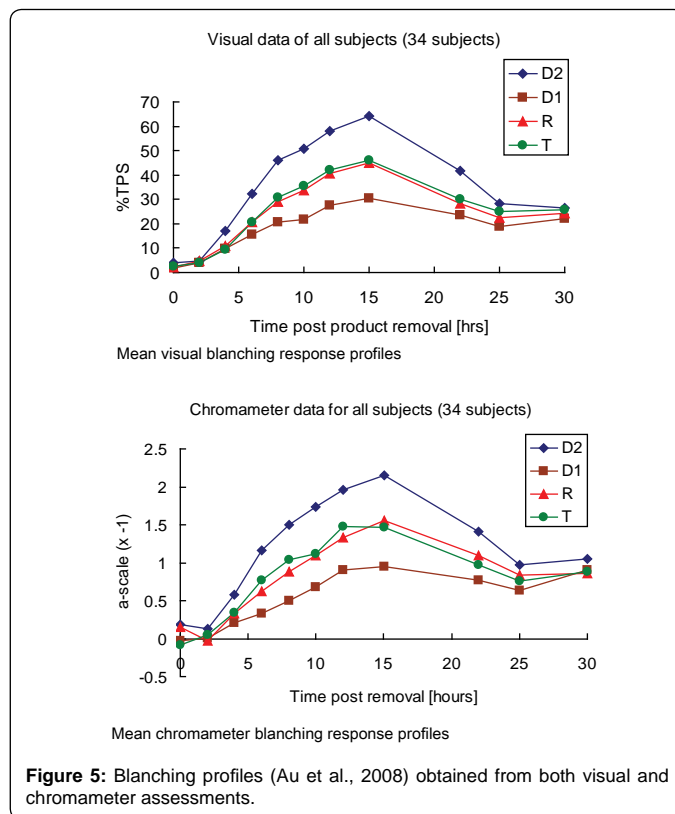 Visual data of all subjects (34 subjects)
D2
D1
R
T
70
60
50
40
30
20
10
0
%TPS
0 5 10 15 20 25 30
Time post product removal [hrs]
Mean visual blanching response profiles
Chromameter data for all subjects (34 subjects)
D2
D1
R
T
2.5
2
1.5
1
0.5
0
-0.5
a-scale (x -1)
0 5 10 15 20 25 30
Time post removal [hours]
Mean chromameter blanching response profiles
Figure 5: Blanching profiles (Au et al., 2008) obtained from both visual and
chromameter assessments.